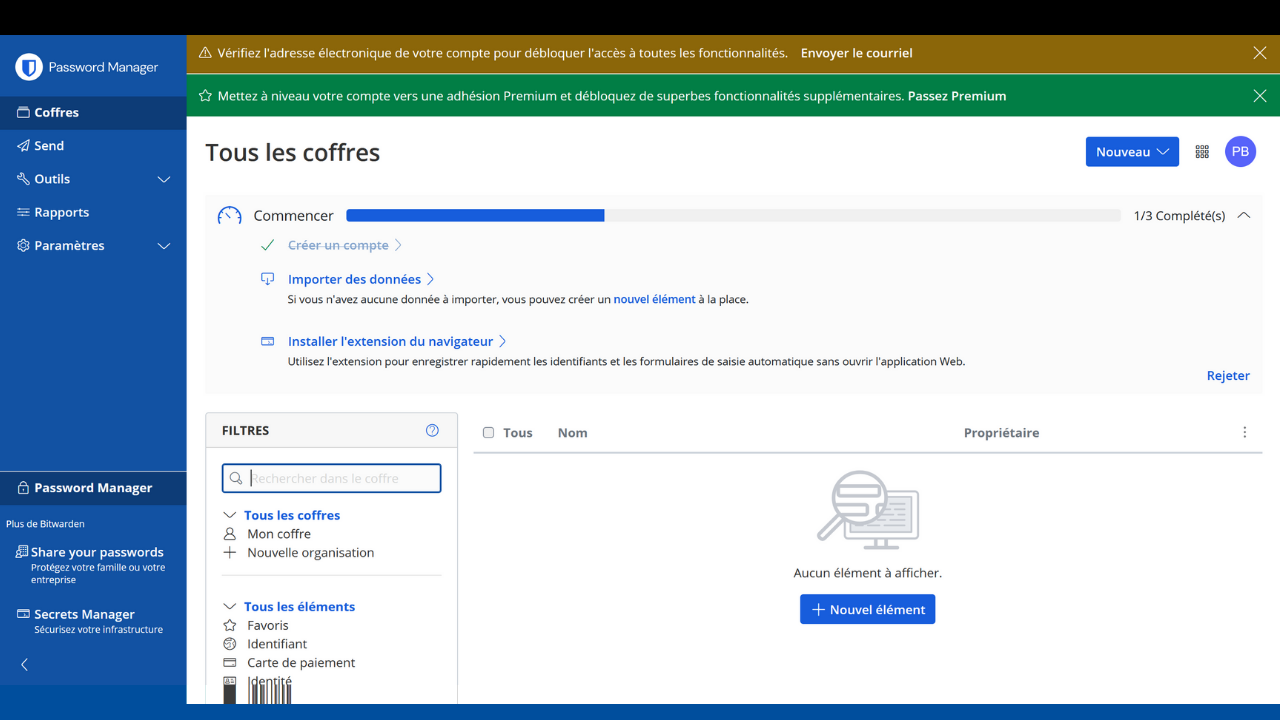 Password Manager
Coffres
Send
Outils
Rapports
Paramètres
Password Manager
Plus de Bitwarden
Share your passwords
Protégez votre famille ou votre
entreprise
Secrets Manager
Sécurisez votre infrastructure
Vérifiez l'adresse électronique de votre compte pour débloquer l'accès à toutes les fonctionnalités. Envoyer le courriel
Mettez à niveau votre compte vers une adhésion Premium et débloquez de superbes fonctionnalités supplémentaires. Passez Premium
Tous les coffres
Nouveau
PB
Commencer
1/3 Complété(s)
Créer un compte
Importer des données
Si vous n'avez aucune donnée à importer, vous pouvez créer un nouvel élément à la place.
Installer l'extension du navigateur
Utilisez l'extension pour enregistrer rapidement les identifiants et les formulaires de saisie automatique sans ouvrir l'application Web.
Rejeter
FILTRES
Rechercher dans le coffre
Tous les coffres
Mon coffre
Nouvelle organisation
Tous les éléments
Favoris
Identifiant
Carte de paiement
Identité
Tous Nom Propriétaire
Aucun élément à afficher.
Nouvel élément